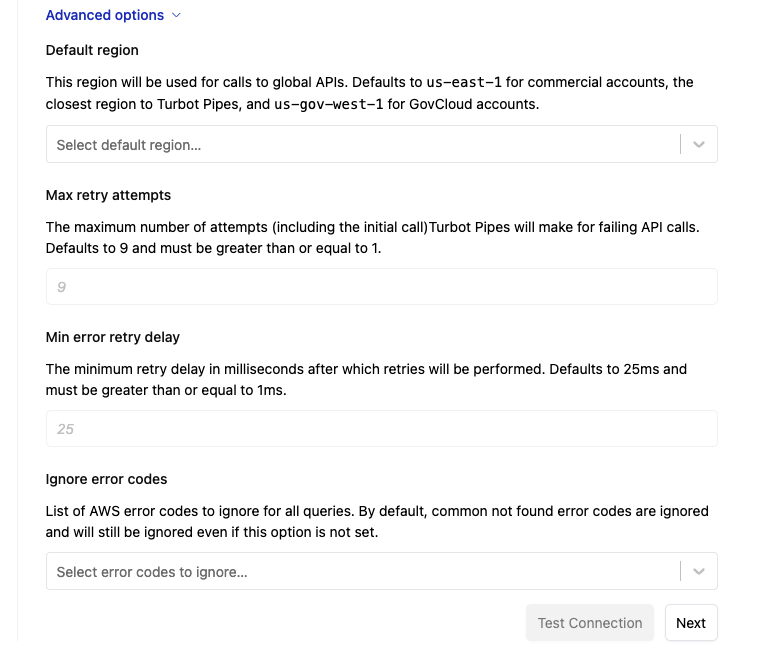 Advanced options
Default region
This region will be used for calls to global APIs. Defaults to us-east-1 for commercial accounts, the
closest region to Turbot Pipes, and us-gov-west-1 for GovCloud accounts.
Select default region...
Max retry attempts
The maximum number of attempts (including the initial call)Turbot Pipes will make for failing API calls.
Defaults to 9 and must be greater than or equal to 1.
9
Min error retry delay
The minimum retry delay in milliseconds after which retries will be performed. Defaults to 25ms and
must be greater than or equal to 1ms.
25
Ignore error codes
List of AWS error codes to ignore for all queries. By default, common not found error codes are ignored
and will still be ignored even if this option is not set.
Select error codes to ignore...
Test Connection Next